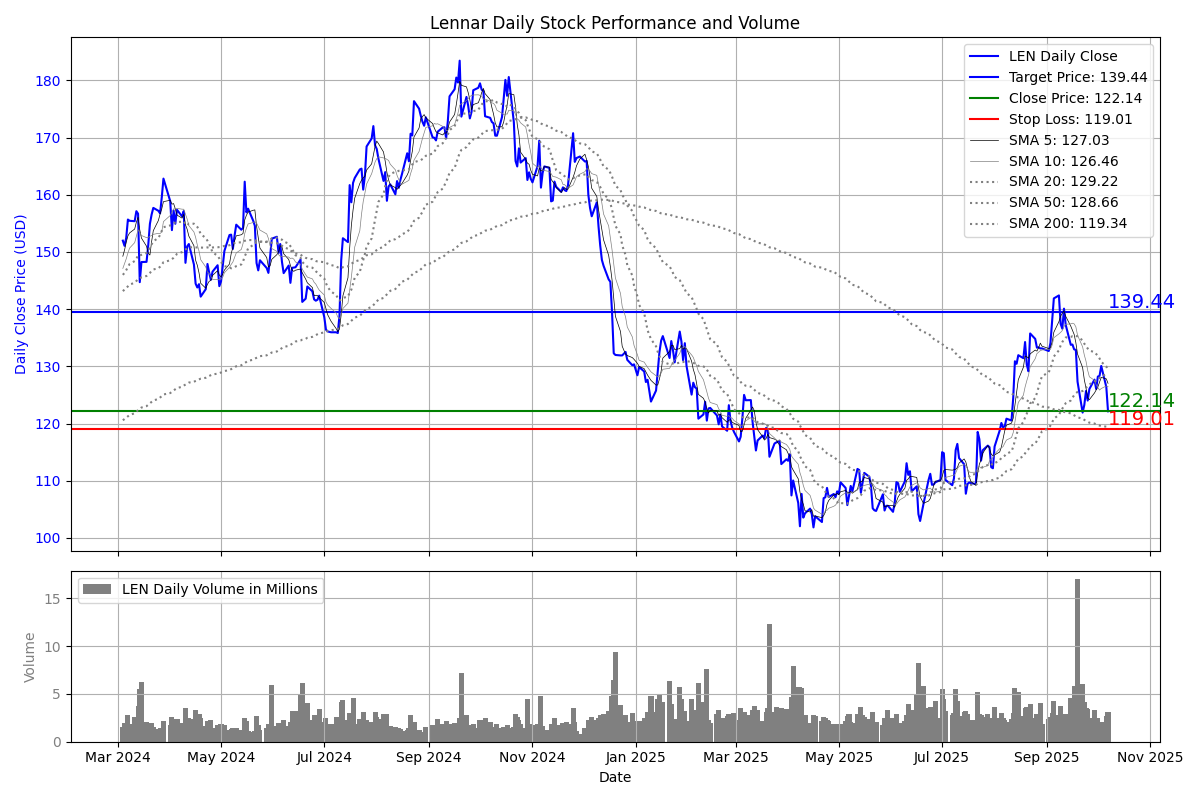 Lennar Daily Stock Performance and Volume
Daily Close Price (USD)
180
170
160
150
140
130
120
110
100
LEN Daily Close
Target Price: 139.44
Close Price: 122.14
Stop Loss: 119.01
SMA 5: 127.03
SMA 10: 126.46
SMA 20: 129.22
SMA 50: 128.66
SMA 200: 119.34
139.44
122.14
119.01
LEN Daily Volume in Millions
Volume
15
10
5
0
Mar 2024 May 2024 Jul 2024 Sep 2024 Nov 2024 Jan 2025 Mar 2025 May 2025 Jul 2025 Sep 2025 Nov 2025
Date